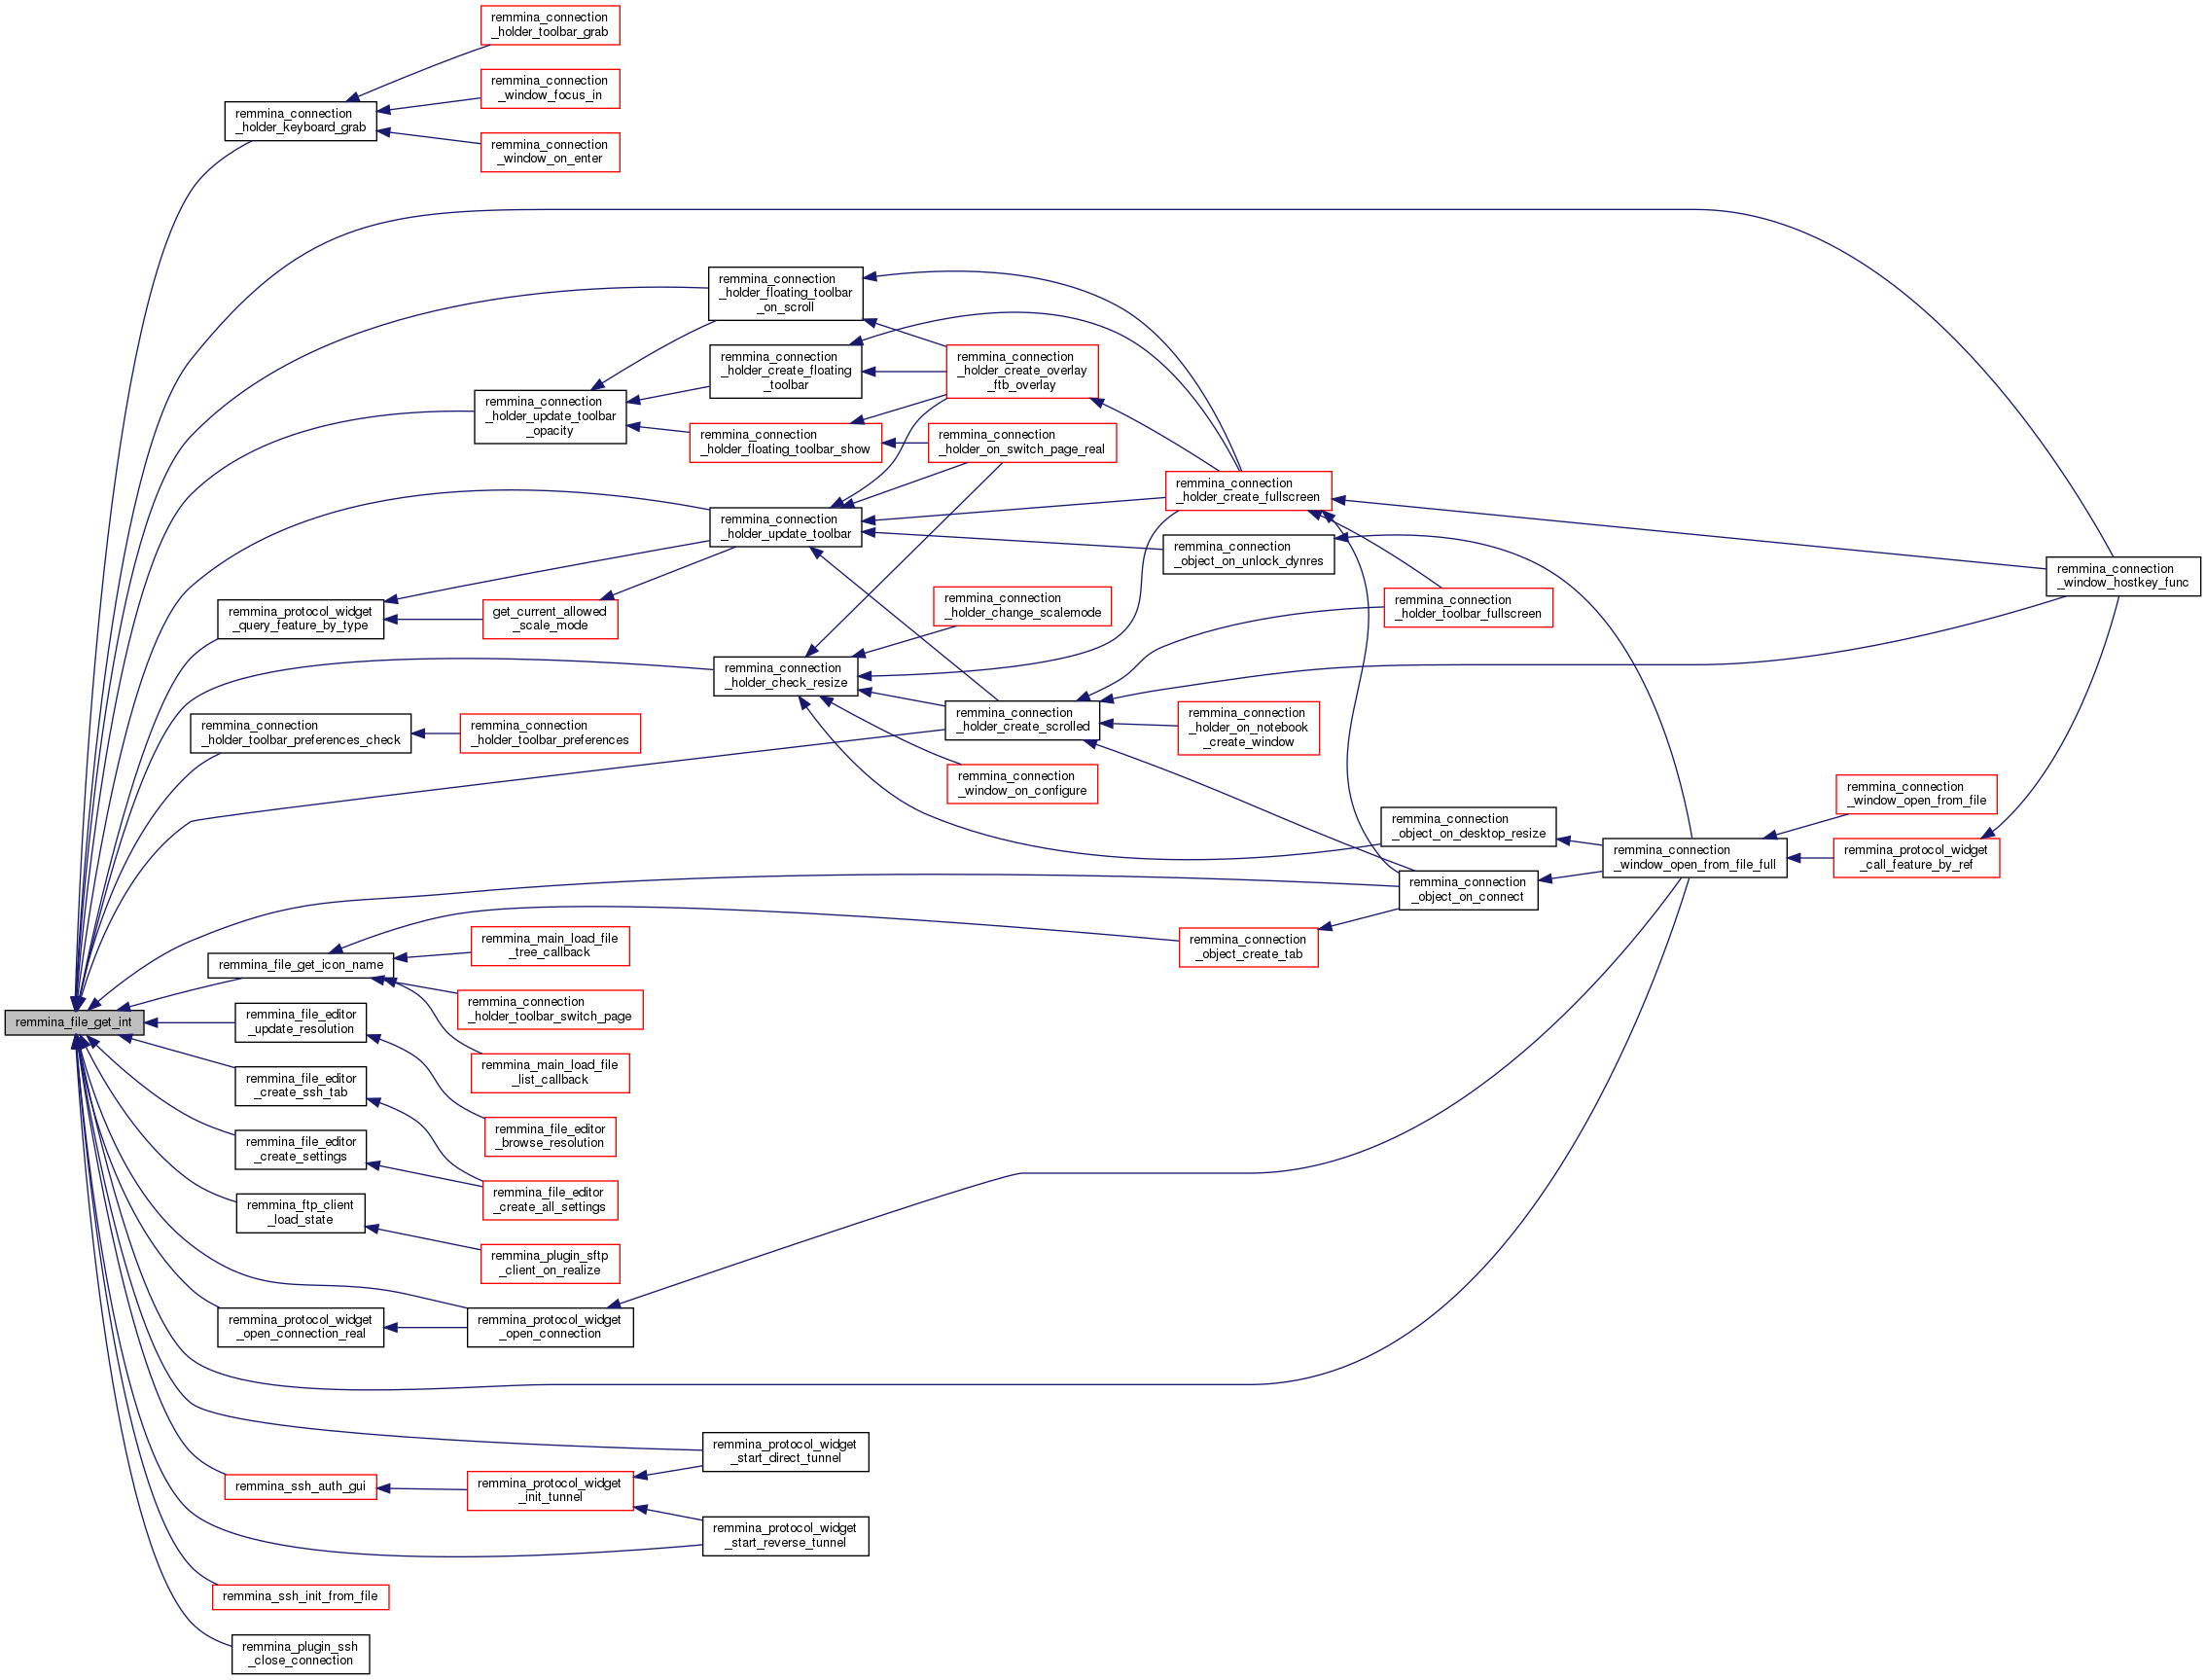 remmina_connection
_holder_toolbar_grab
remmina_connection
_window_focus_in
remmina_connection
_holder_keyboard_grab
remmina_connection
_window_on_enter
remmina_connection
_holder_floating_toolbar
_on_scroll
remmina_connection
_holder_create_floating
_toolbar
remmina_connection
_holder_create_overlay
_ftb_overlay
remmina_connection
_holder_update_toolbar
_opacity
remmina_connection
_holder_floating_toolbar_show
remmina_connection
_holder_on_switch_page_real
remmina_connection
_holder_create_fullscreen
remmina_connection
_holder_update_toolbar
remmina_connection
_object_on_unlock_dynres
remmina_connection
_window_hostkey_func
remmina_protocol_widget
_query_feature_by_type
get_current_allowed
_scale_mode
remmina_connection
_holder_change_scalemode
remmina_connection
_holder_toolbar_fullscreen
remmina_connection
_holder_check_resize
remmina_connection
_holder_create_scrolled
remmina_connection
_holder_on_notebook
_create_window
remmina_connection
_holder_toolbar_preferences_check
remmina_connection
_holder_toolbar_preferences
remmina_connection
_window_on_configure
remmina_connection
_window_open_from_file
remmina_connection
_object_on_desktop_resize
remmina_connection
_window_open_from_file_full
remmina_protocol_widget
_call_feature_by_ref
remmina_connection
_object_on_connect
remmina_file_get_icon_name
remmina_main_load_file
_tree_callback
remmina_connection
_object_create_tab
remmina_connection
_holder_toolbar_switch_page
remmina_file_get_int
remmina_file_editor
_update_resolution
remmina_main_load_file
_list_callback
remmina_file_editor
_create_ssh_tab
remmina_file_editor
_browse_resolution
remmina_file_editor
_create_settings
remmina_file_editor
_create_all_settings
remmina_ftp_client
_load_state
remmina_plugin_sftp
_client_on_realize
remmina_protocol_widget
_open_connection_real
remmina_protocol_widget
_open_connection
remmina_protocol_widget
_start_direct_tunnel
remmina_ssh_auth_gui
remmina_protocol_widget
_init_tunnel
remmina_protocol_widget
_start_reverse_tunnel
remmina_ssh_init_from_file
remmina_plugin_ssh
_close_connection